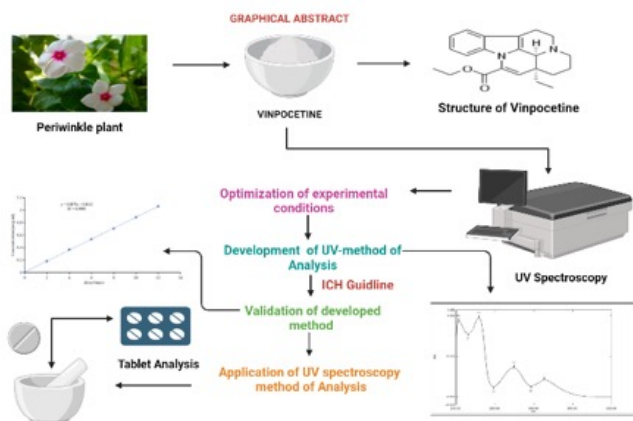 GRAPHICAL ABSTRACT
Periwinkle plant
VINPOCETINE
N
N
H
O
O
Structure of Vinpocetine
Optimization of experimental
conditions
UV Spectroscopy
Development of UV-method of
Analysis
ICH Guidline
Validation of developed
method
Tablet Analysis
Application of UV spectroscopy
method of Analysis